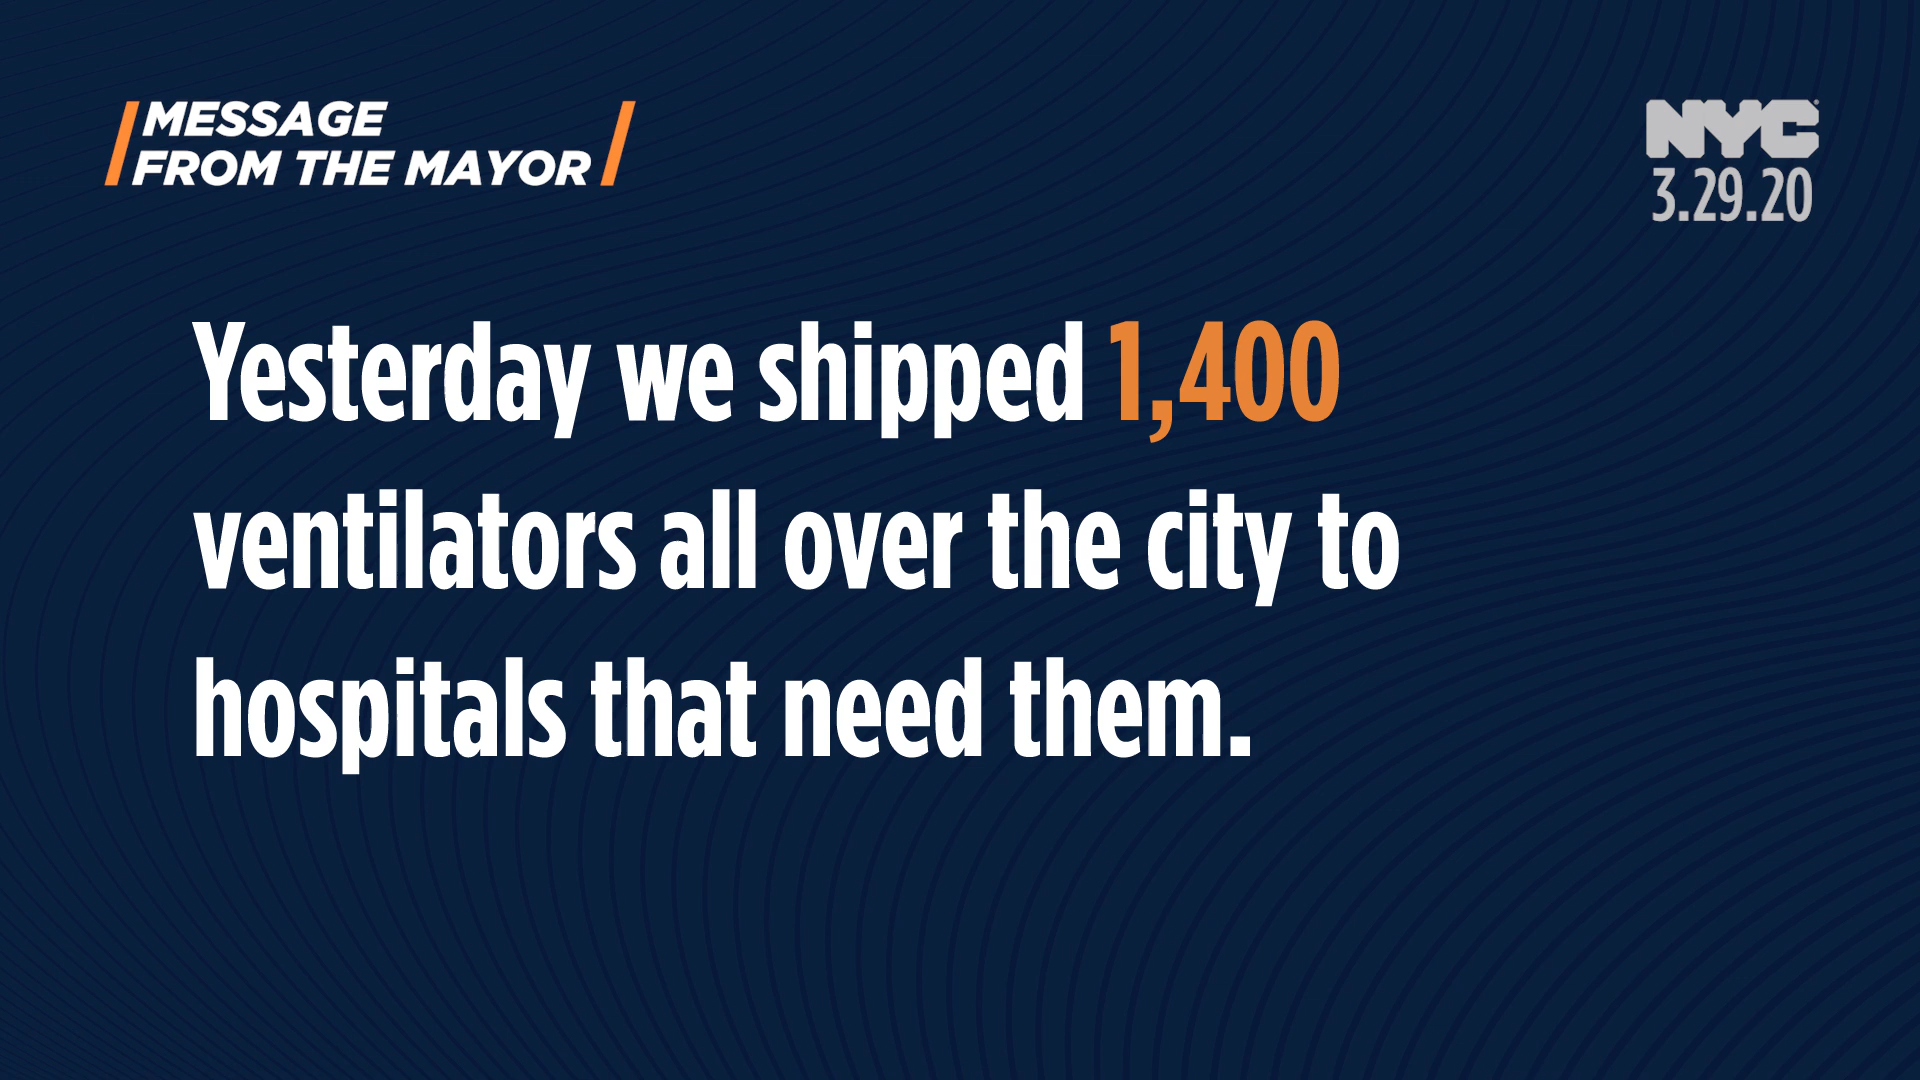 MESSAGE
FROM THE MAYOR
NYC
3.29.20
Yesterday we shipped 1,400
ventilators all over the city to
hospitals that need them.